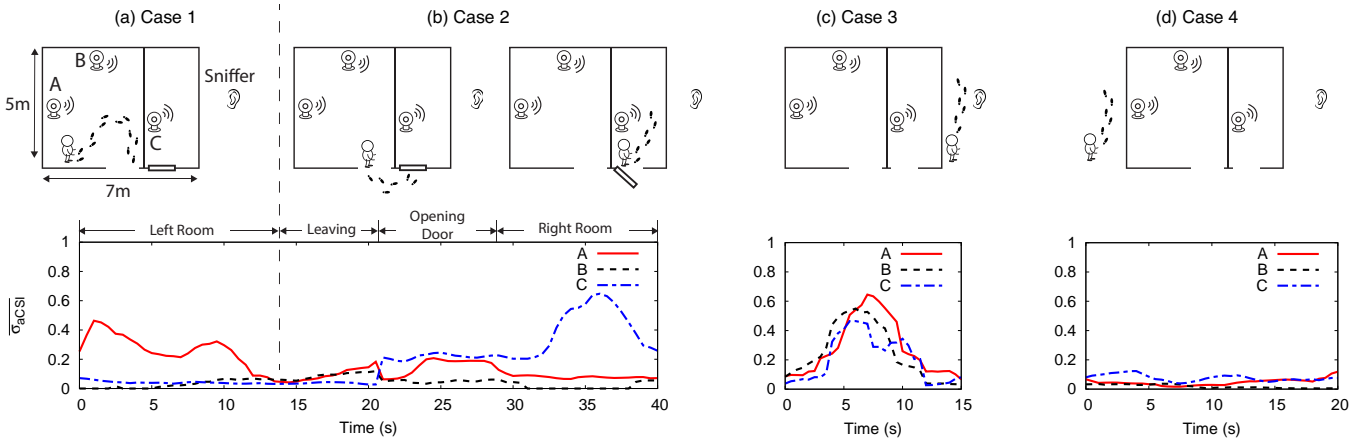 (a) Case 1
(b) Case 2
(c) Case 3
(d) Case 4
B
A
Sniffer
5m
C
7m
Left Room
Leaving
Opening
Door
Right Room
σaCSI
1
0.8
0.6
0.4
0.2
0
A
B
C
0 5 10 15 20 25 30 35 40
Time (s)
1
0.8
0.6
0.4
0.2
0
A
B
C
0 5 10 15
Time (s)
1
0.8
0.6
0.4
0.2
0
A
B
C
0 5 10 15 20
Time (s)